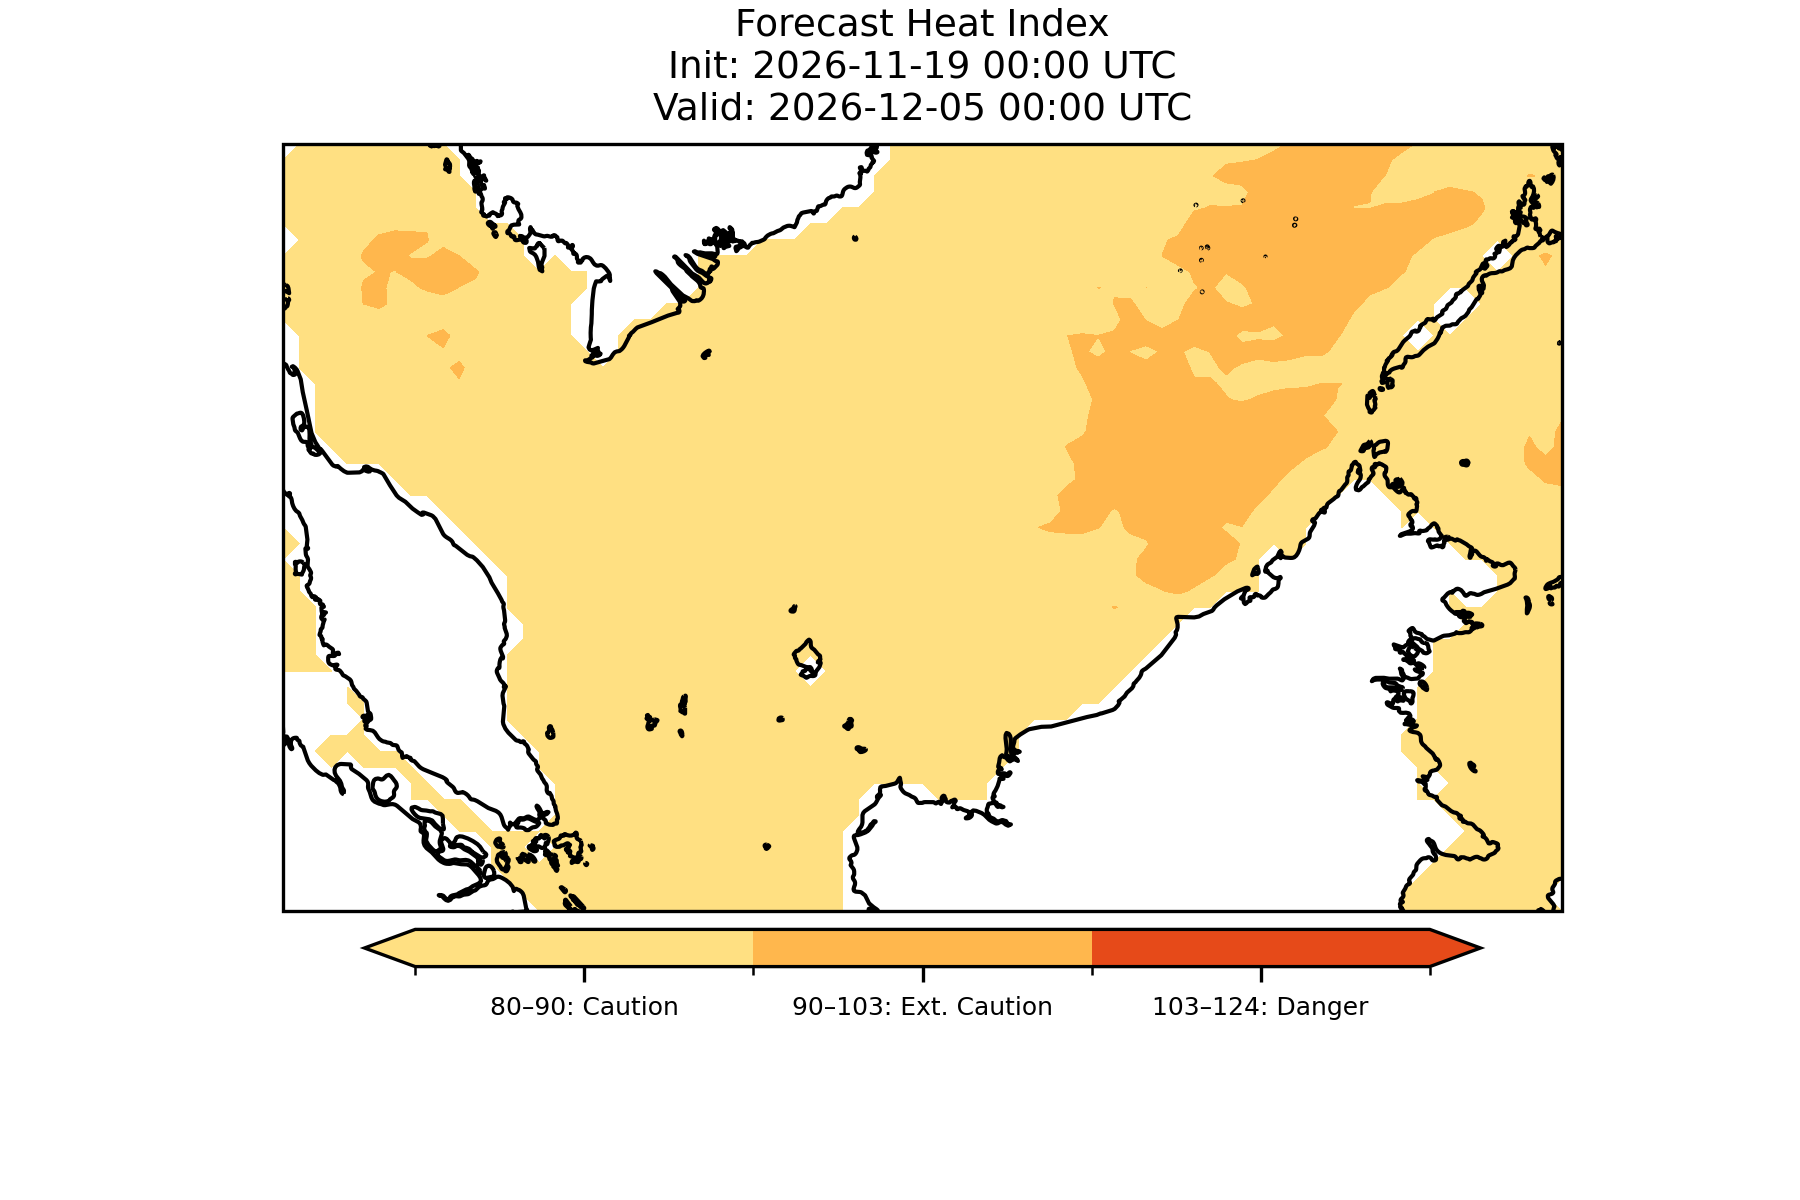 Forecast Heat Index
Init: 2026-11-19 00:00 UTC
Valid: 2026-12-05 00:00 UTC
80–90: Caution
90–103: Ext. Caution
103–124: Danger